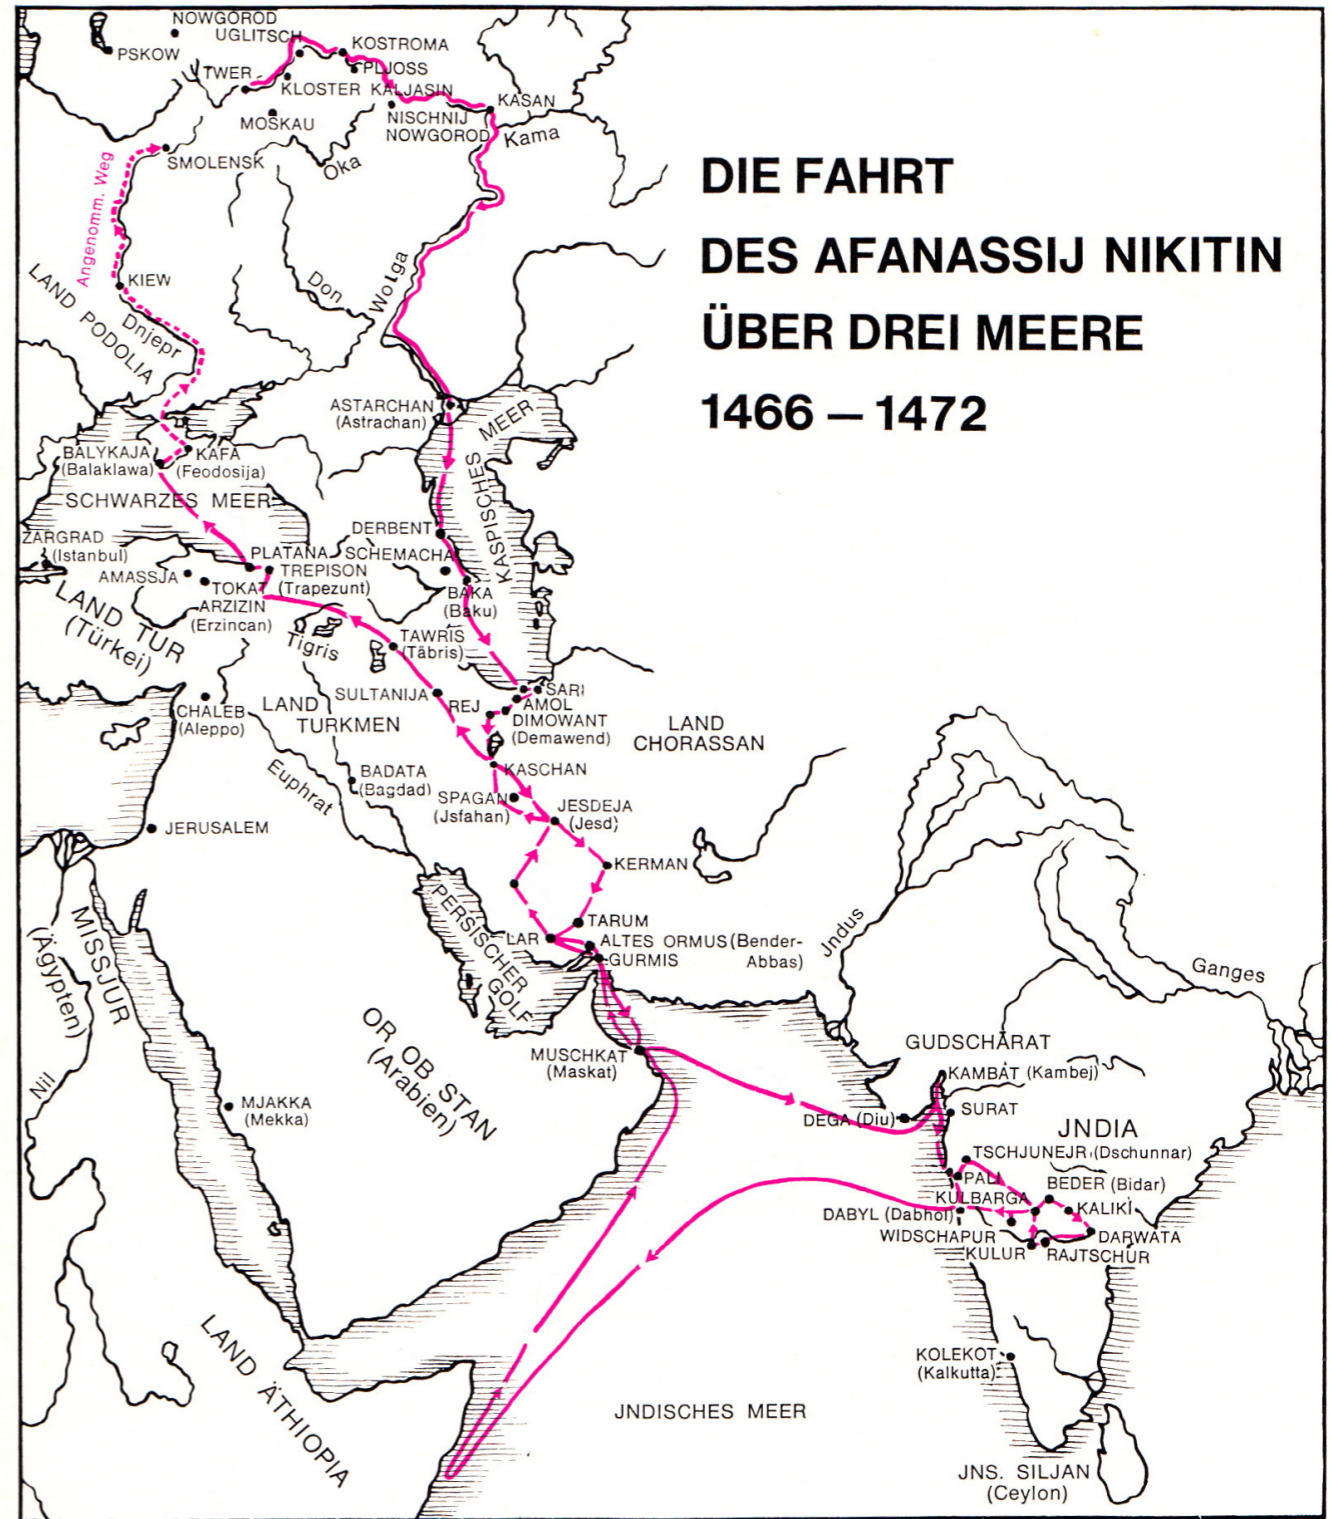 DIE FAHRT
DES AFANASSIJ NIKITIN
ÜBER DREI MEERE
1466 — 1472
NOWGOROD
UGLITSCH
PSKOW
KOSTROMA
PLJOSS
TWER
KLOSTER KALJASIN
KASAN
MOSKAU
NISCHNIJ
NOWGOROD
Kama
SMOLENSK
Oka
Angenomm. Weg
KIEW
LAND PODOLIA
Dnjepr
Don
Wolga
ASTARCHAN
(Astrachan)
KASPISCHES MEER
BALYKAJA
(Balaklawa)
KAFA
(Feodosija)
SCHWARZES MEER
DERBENT
ZARGRAD
(Istanbul)
PLATANA
SCHEMACHA
AMASSJA
TREPISON
(Trapezunt)
TOKAT
BAKA
(Baku)
ARZIZIN
(Erzincan)
LAND TUR
(Türkei)
Tigris
TAWRIS
(Täbris)
SULTANIJA
SARI
REJ
AMOL
CHALEB
(Aleppo)
LAND
TURKMEN
DIMOWANT
(Demawend)
LAND
CHORASSAN
KASCHAN
BADATA
(Bagdad)
Euphrat
SPAGAN
(Jsfahan)
JESDEJA
(Jesd)
JERUSALEM
KERMAN
PERSISCHER
GOLF
TARUM
LAR
ALTES ORMUS (Bender-
Abbas)
GURMIS
MISSJUR
(Ägypten)
Jndus
Ganges
OR OB STAN
(Arabien)
MUSCHKAT
(Maskat)
GUDSCHARAT
KAMBAT (Kambej)
Nil
MJAKKA
(Mekka)
DEGA (Diu)
SURAT
JNDIA
TSCHJUNEJR (Dschunnar)
PALI
BEDER (Bidar)
KULBARGA
KALIKI
DABYL (Dabhol)
WIDSCHAPUR
DARWATA
KULUR
RAJTSCHUR
LAND ÄTHIOPIA
KOLEKOT
(Kalkutta)
JNDISCHES MEER
JNS. SILJAN
(Ceylon)